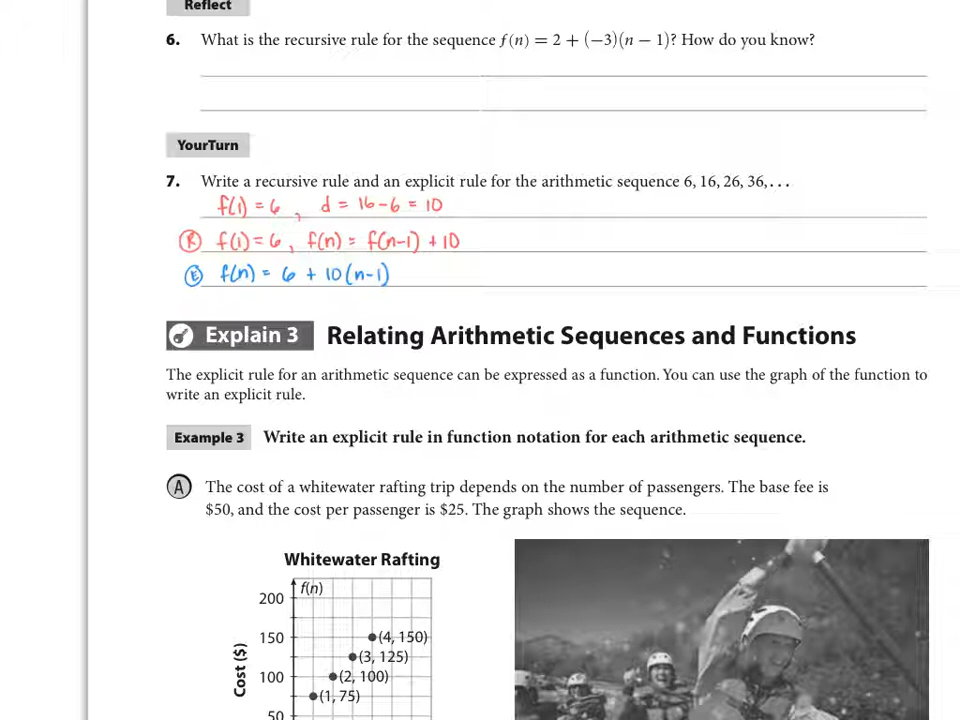 Reflect
6. What is the recursive rule for the sequence f(n) = 2 + (−3)(n − 1)? How do you know?
YourTurn
7. Write a recursive rule and an explicit rule for the arithmetic sequence 6, 16, 26, 36,...
f(1) = 6 , d = 16-6 = 10
Ⓡ f(1) = 6, f(n) = f(n-1) + 10
Ⓔ f(n) = 6 + 10(n-1)
Explain 3 Relating Arithmetic Sequences and Functions
The explicit rule for an arithmetic sequence can be expressed as a function. You can use the graph of the function to
write an explicit rule.
Example 3 Write an explicit rule in function notation for each arithmetic sequence.
Ⓐ The cost of a whitewater rafting trip depends on the number of passengers. The base fee is
$50, and the cost per passenger is $25. The graph shows the sequence.
Whitewater Rafting
f(n)
200
150 (4, 150)
(3, 125)
100 (2, 100)
(1, 75)
50
Cost ($)